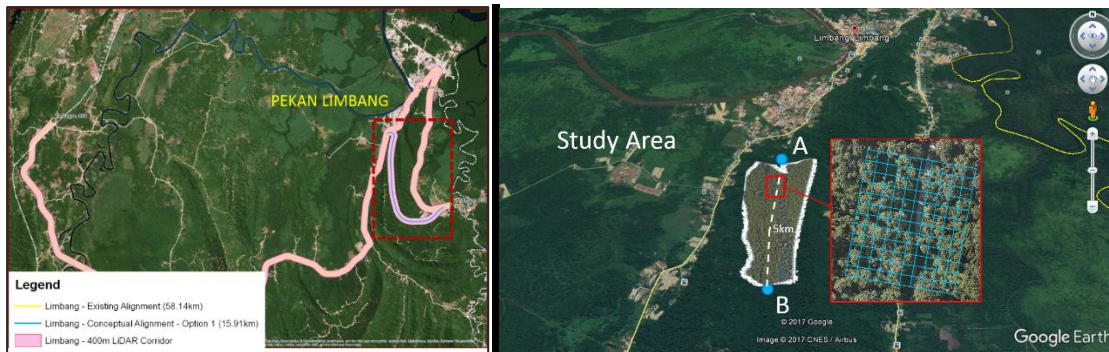 PEKAN LIMBANG
Legend
Limbang - Existing Alignment (58.14km)
Limbang - Conceptual Alignment - Option 1 (15.91km)
Limbang - 400m LiDAR Corridor
Limbang, Limbang
Study Area
A
5km
B
© 2017 Google
Image © 2017 CNES / Airbus
Google Earth
N